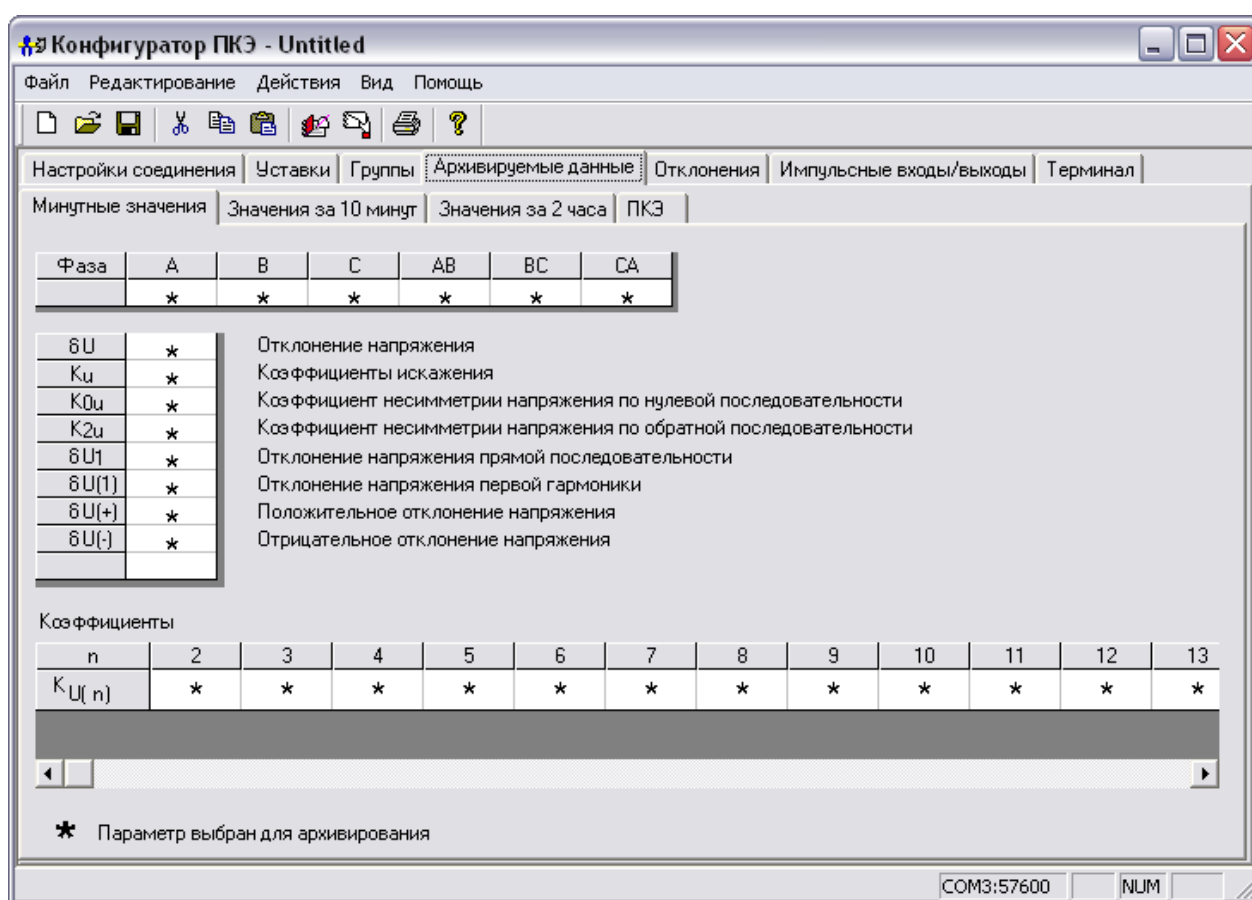 Конфигуратор ПКЭ - Untitled
Файл Редактирование Действия Вид Помощь
Настройки соединения Уставки Группы Архивируемые данные Отклонения Импульсные входы/выходы Терминал
Минутные значения Значения за 10 минут Значения за 2 часа ПКЭ
Фаза A B C AB BC CA
* * * * * *
δU * Отклонение напряжения
Ku * Коэффициенты искажения
K0u * Коэффициент несимметрии напряжения по нулевой последовательности
K2u * Коэффициент несимметрии напряжения по обратной последовательности
δU1 * Отклонение напряжения прямой последовательности
δU(1) * Отклонение напряжения первой гармоники
δU(+) * Положительное отклонение напряжения
δU(-) * Отрицательное отклонение напряжения
Коэффициенты
n 2 3 4 5 6 7 8 9 10 11 12 13
K U( n) * * * * * * * * * * * *
* Параметр выбран для архивирования
COM3:57600 NUM